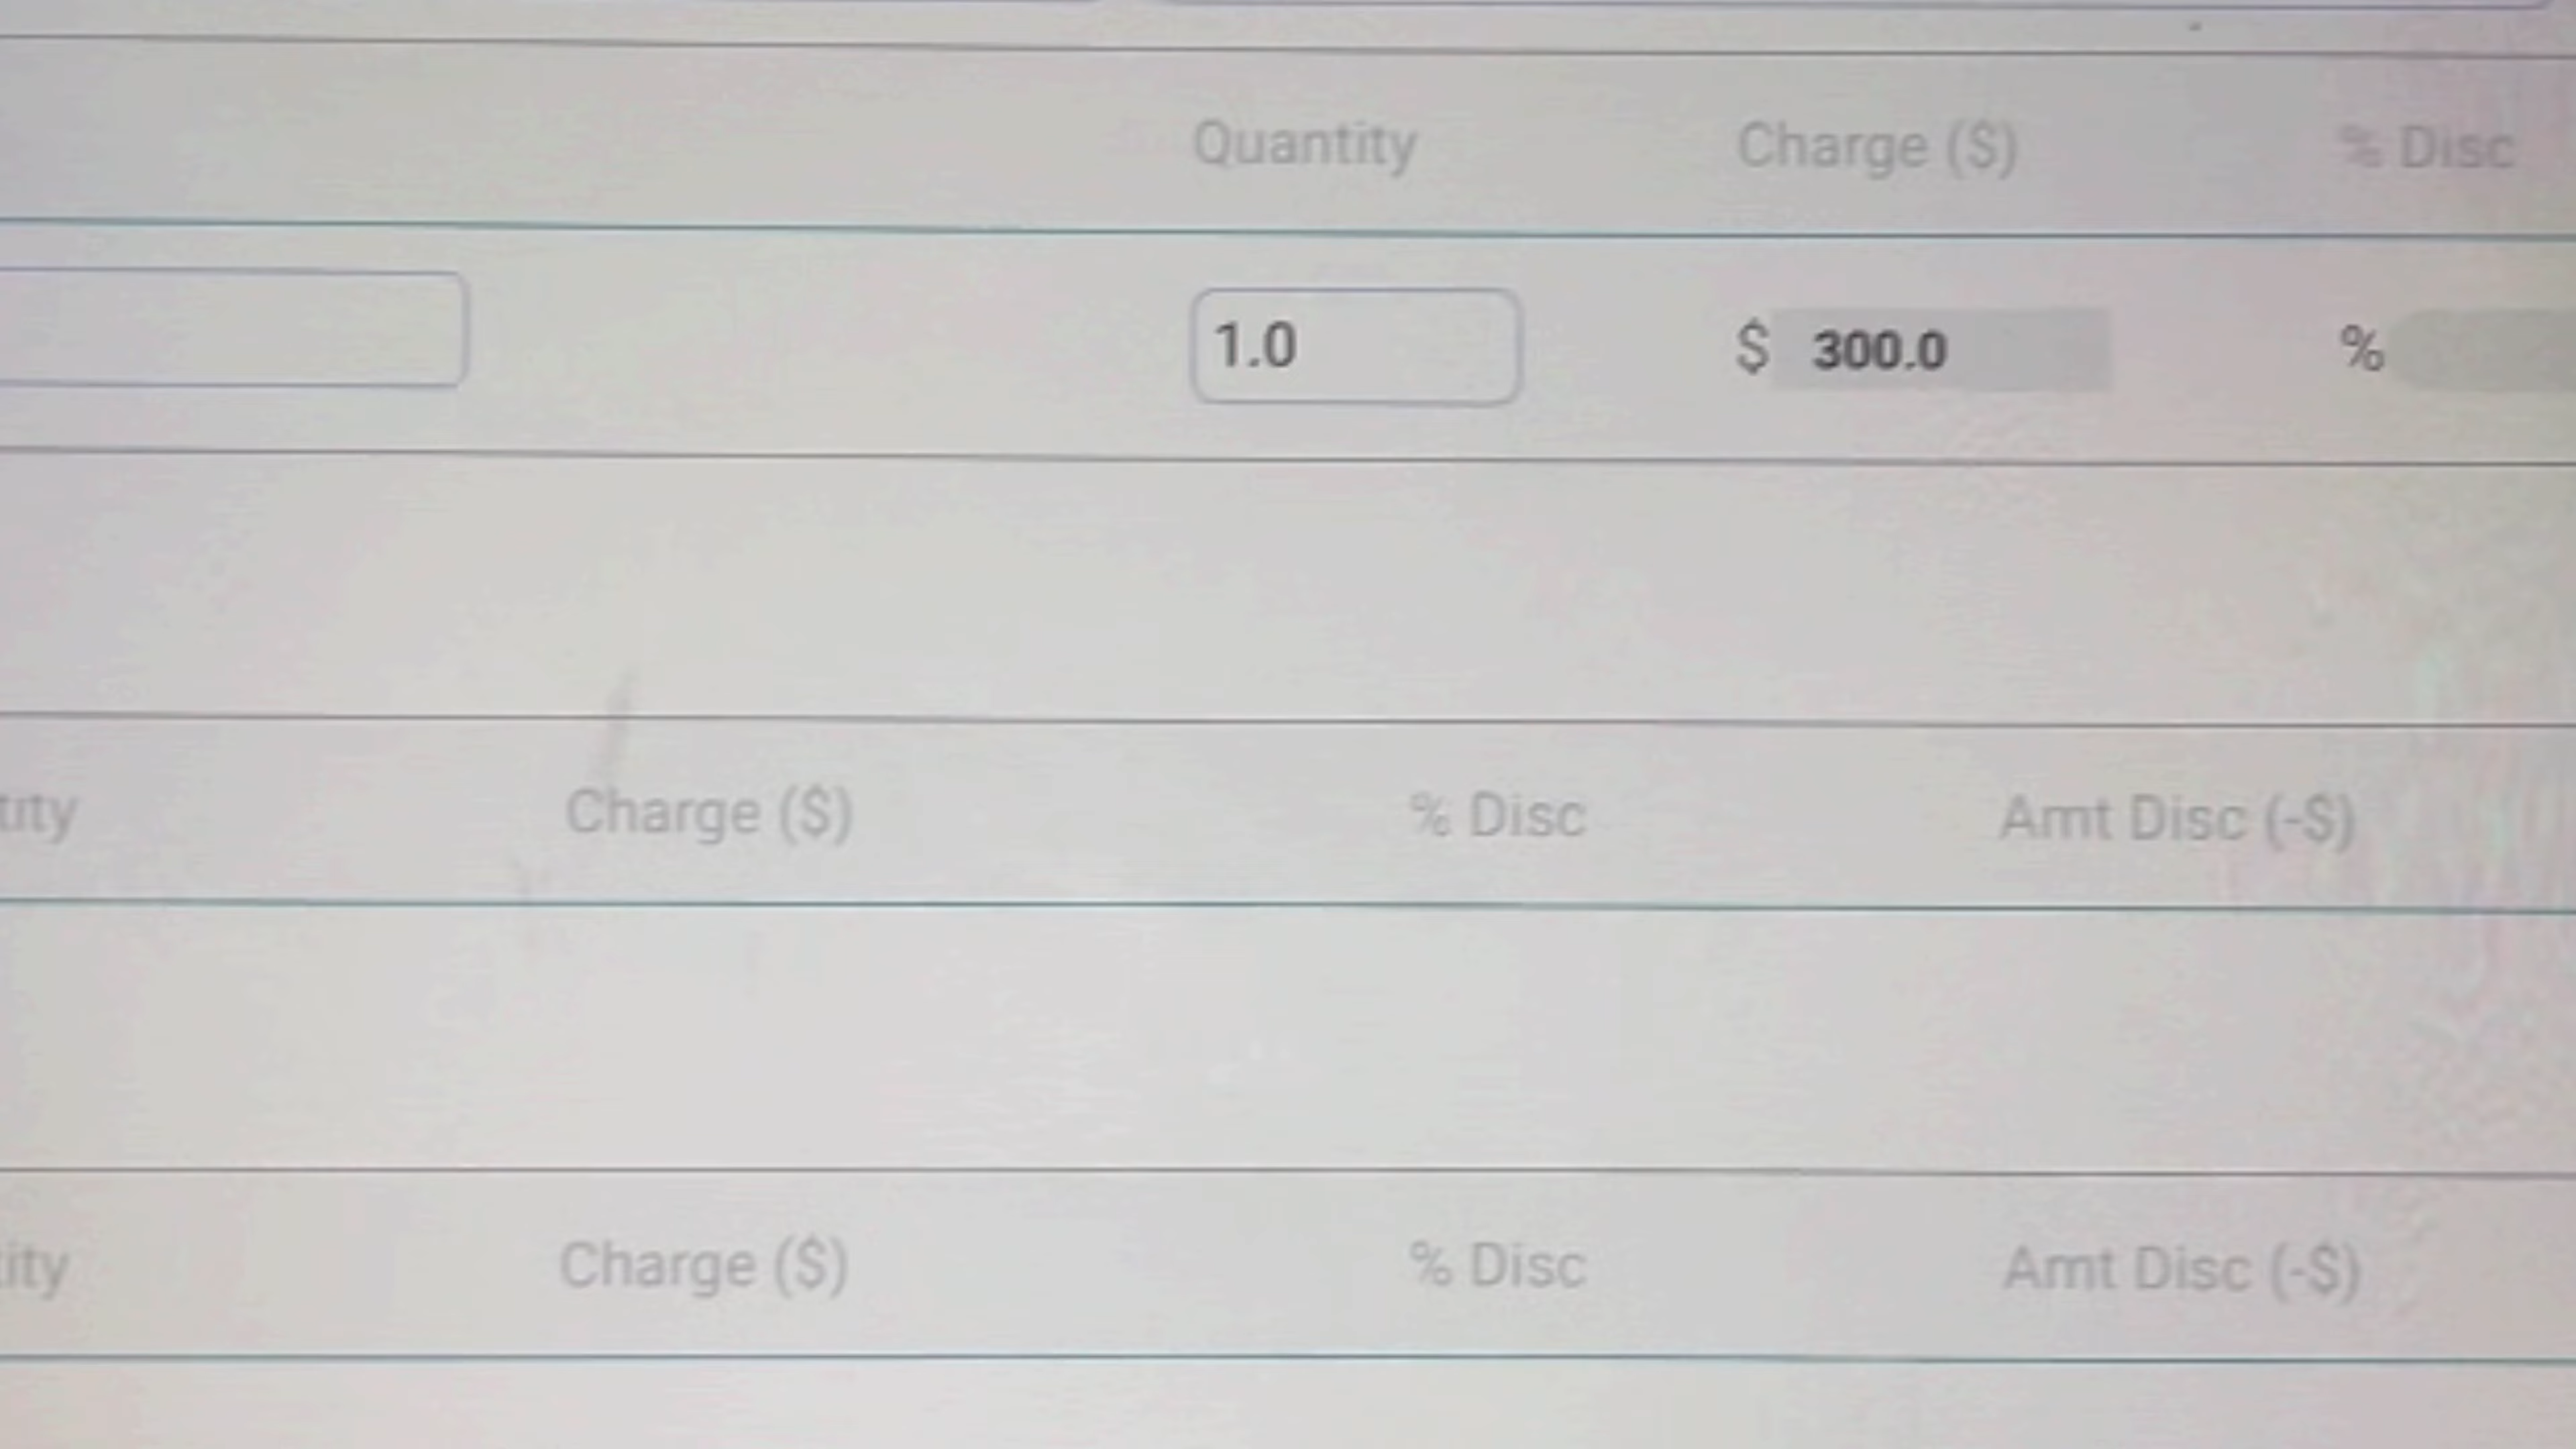 Quantity Charge ($) % Disc
1.0 $ 300.0 %
Charge ($) % Disc Amt Disc (-$)
Charge ($) % Disc Amt Disc (-$)